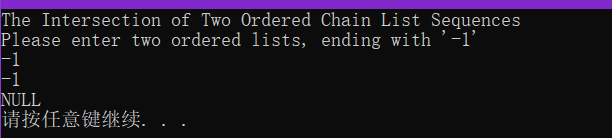 The Intersection of Two Ordered Chain List Sequences
Please enter two ordered lists, ending with '-1'
-1
-1
NULL
请按任意键继续. . .